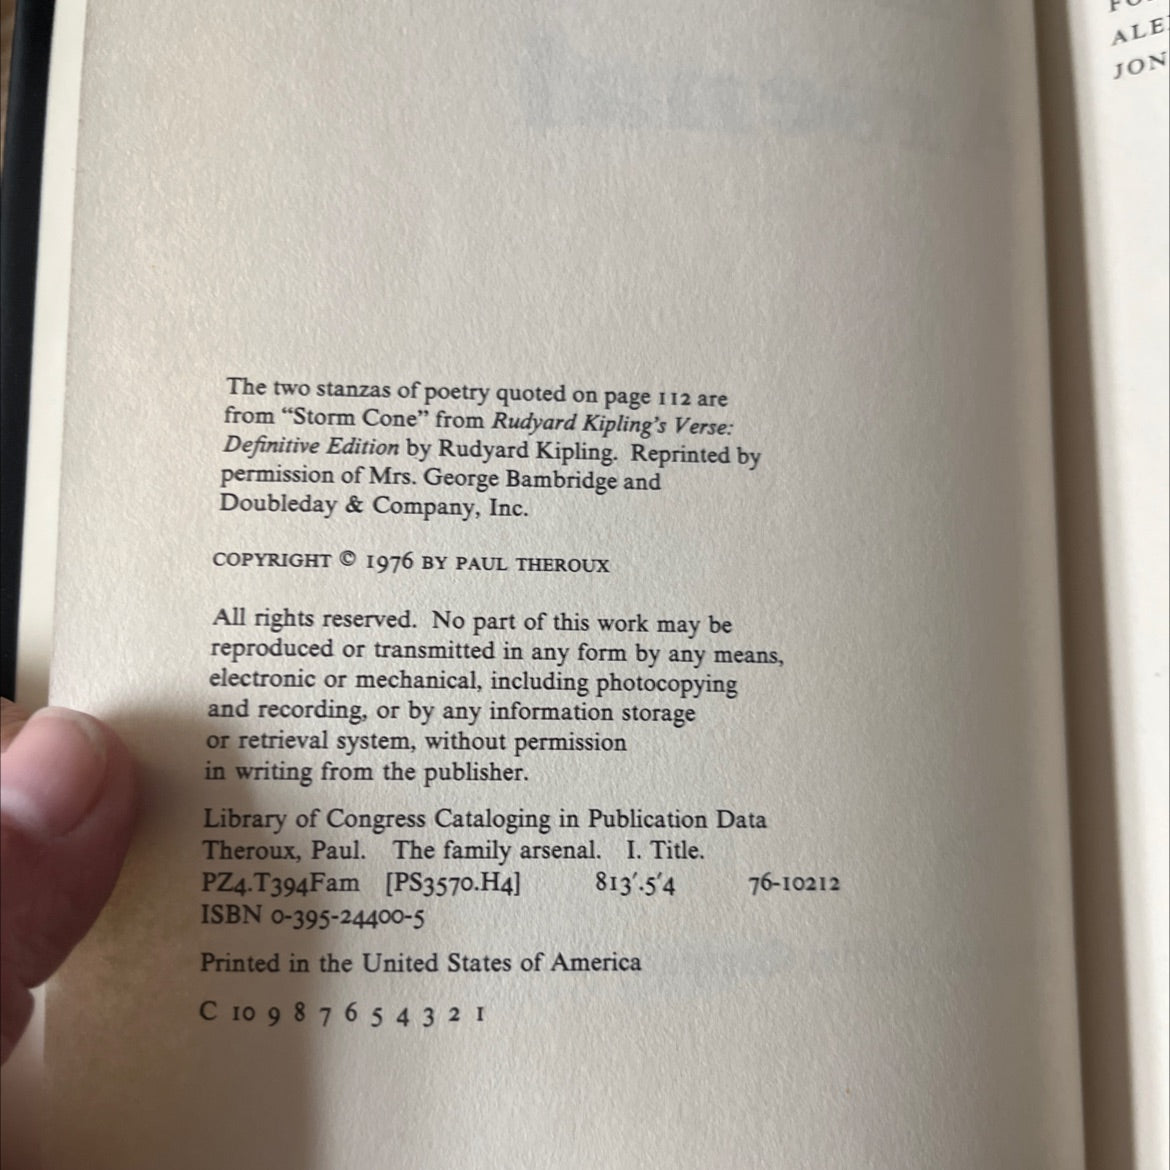 The two stanzas of poetry quoted on page 112 are
from “Storm Cone” from Rudyard Kipling's Verse:
Definitive Edition by Rudyard Kipling. Reprinted by
permission of Mrs. George Bambridge and
Doubleday & Company, Inc.
COPYRIGHT © 1976 BY PAUL THEROUX
All rights reserved. No part of this work may be
reproduced or transmitted in any form by any means,
electronic or mechanical, including photocopying
and recording, or by any information storage
or retrieval system, without permission
in writing from the publisher.
Library of Congress Cataloging in Publication Data
Theroux, Paul. The family arsenal. I. Title.
PZ4.T394Fam [PS3570.H4] 813′.5′4 76-10212
ISBN 0-395-24400-5
Printed in the United States of America
C 10 9 8 7 6 5 4 3 2 1
ALE
JON